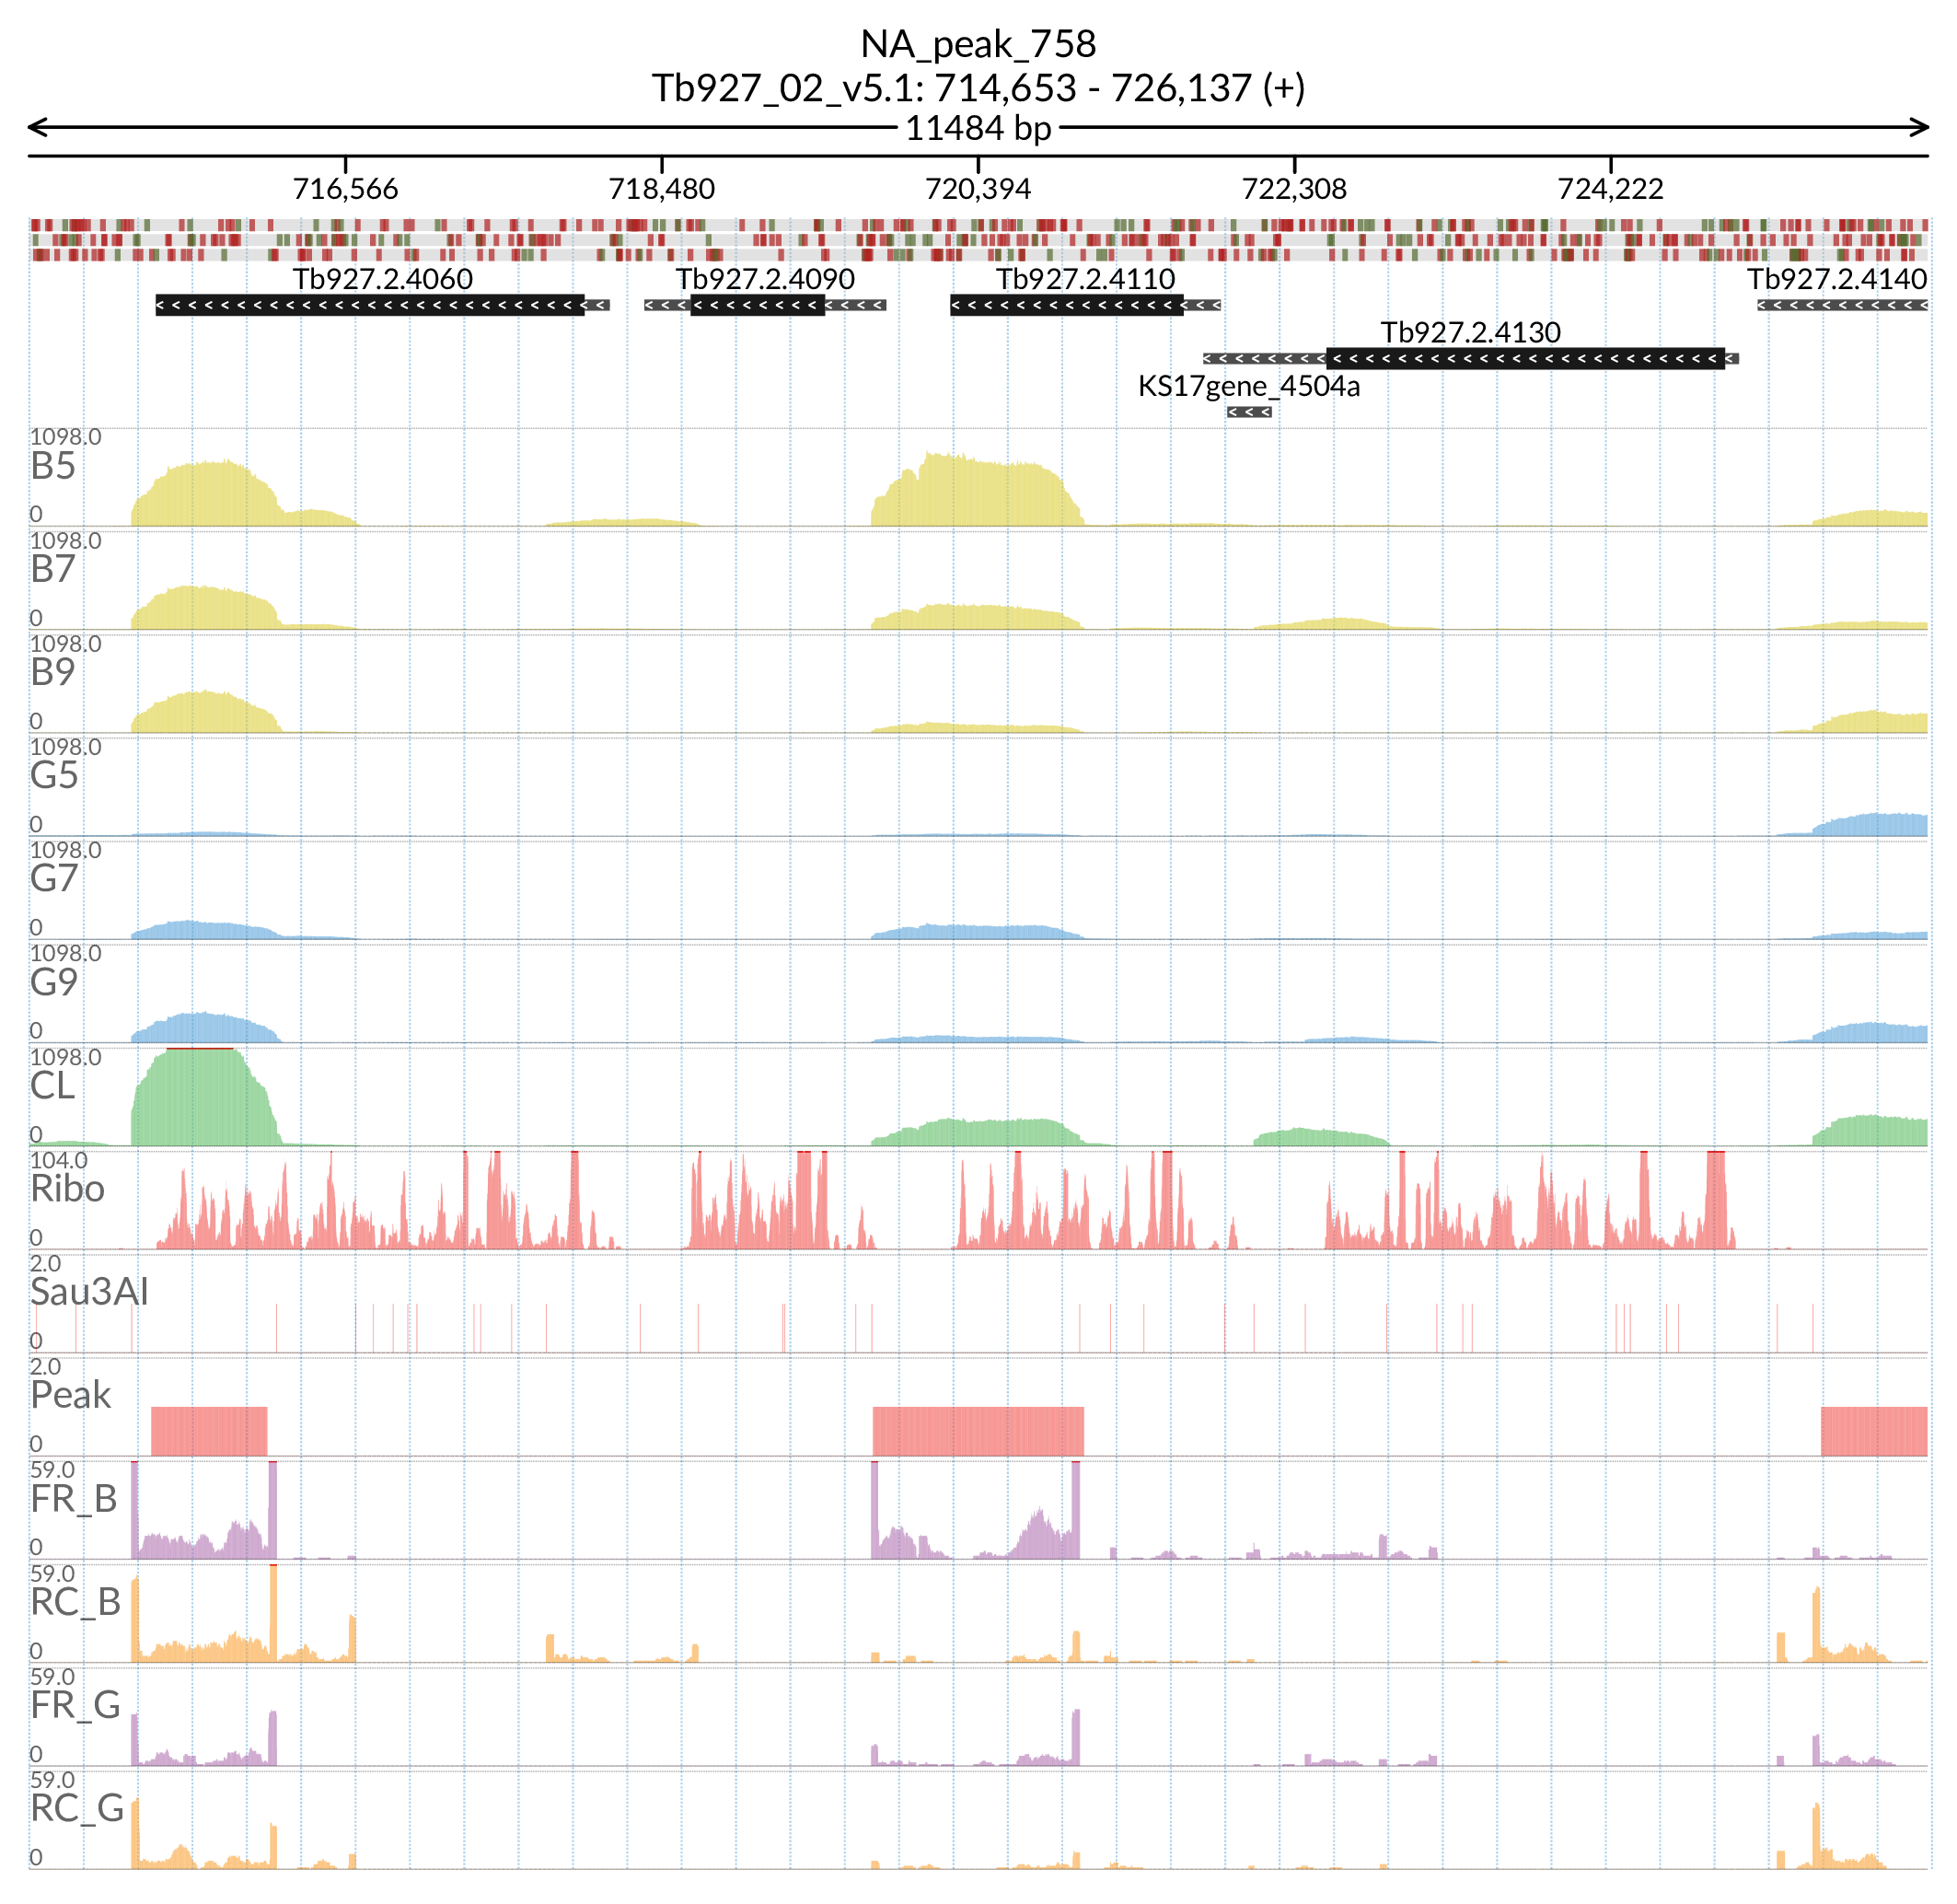 NA_peak_758
Tb927_02_v5.1: 714,653 - 726,137 (+)
11484 bp
716,566 718,480 720,394 722,308 724,222
Tb927.2.4060 Tb927.2.4090 Tb927.2.4110 Tb927.2.4140
Tb927.2.4130
KS17gene_4504a
1098.0
B5
0
1098.0
B7
0
1098.0
B9
0
1098.0
G5
0
1098.0
G7
0
1098.0
G9
0
1098.0
CL
0
104.0
Ribo
0
2.0
Sau3AI
0
2.0
Peak
0
59.0
FR_B
0
59.0
RC_B
0
59.0
FR_G
0
59.0
RC_G
0